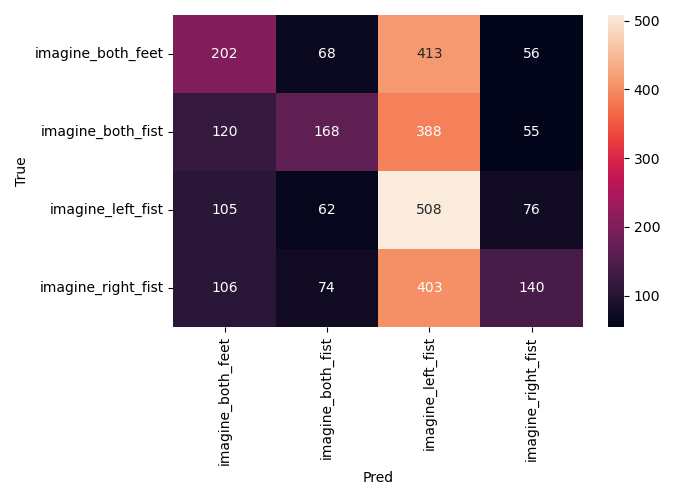 imagine_both_feet 202 68 413 56
imagine_both_fist 120 168 388 55
imagine_left_fist 105 62 508 76
imagine_right_fist 106 74 403 140
True
imagine_both_feet
imagine_both_fist
imagine_left_fist
imagine_right_fist
Pred
500
400
300
200
100